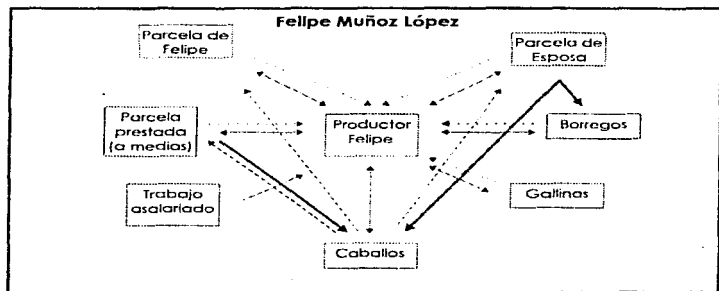 Felipe Muñoz López
Parcela de
Felipe
Parcela de
Esposa
Parcela
prestada
(a medias)
Productor
Felipe
Borregos
Trabajo
asalariado
Gallinas
Caballos